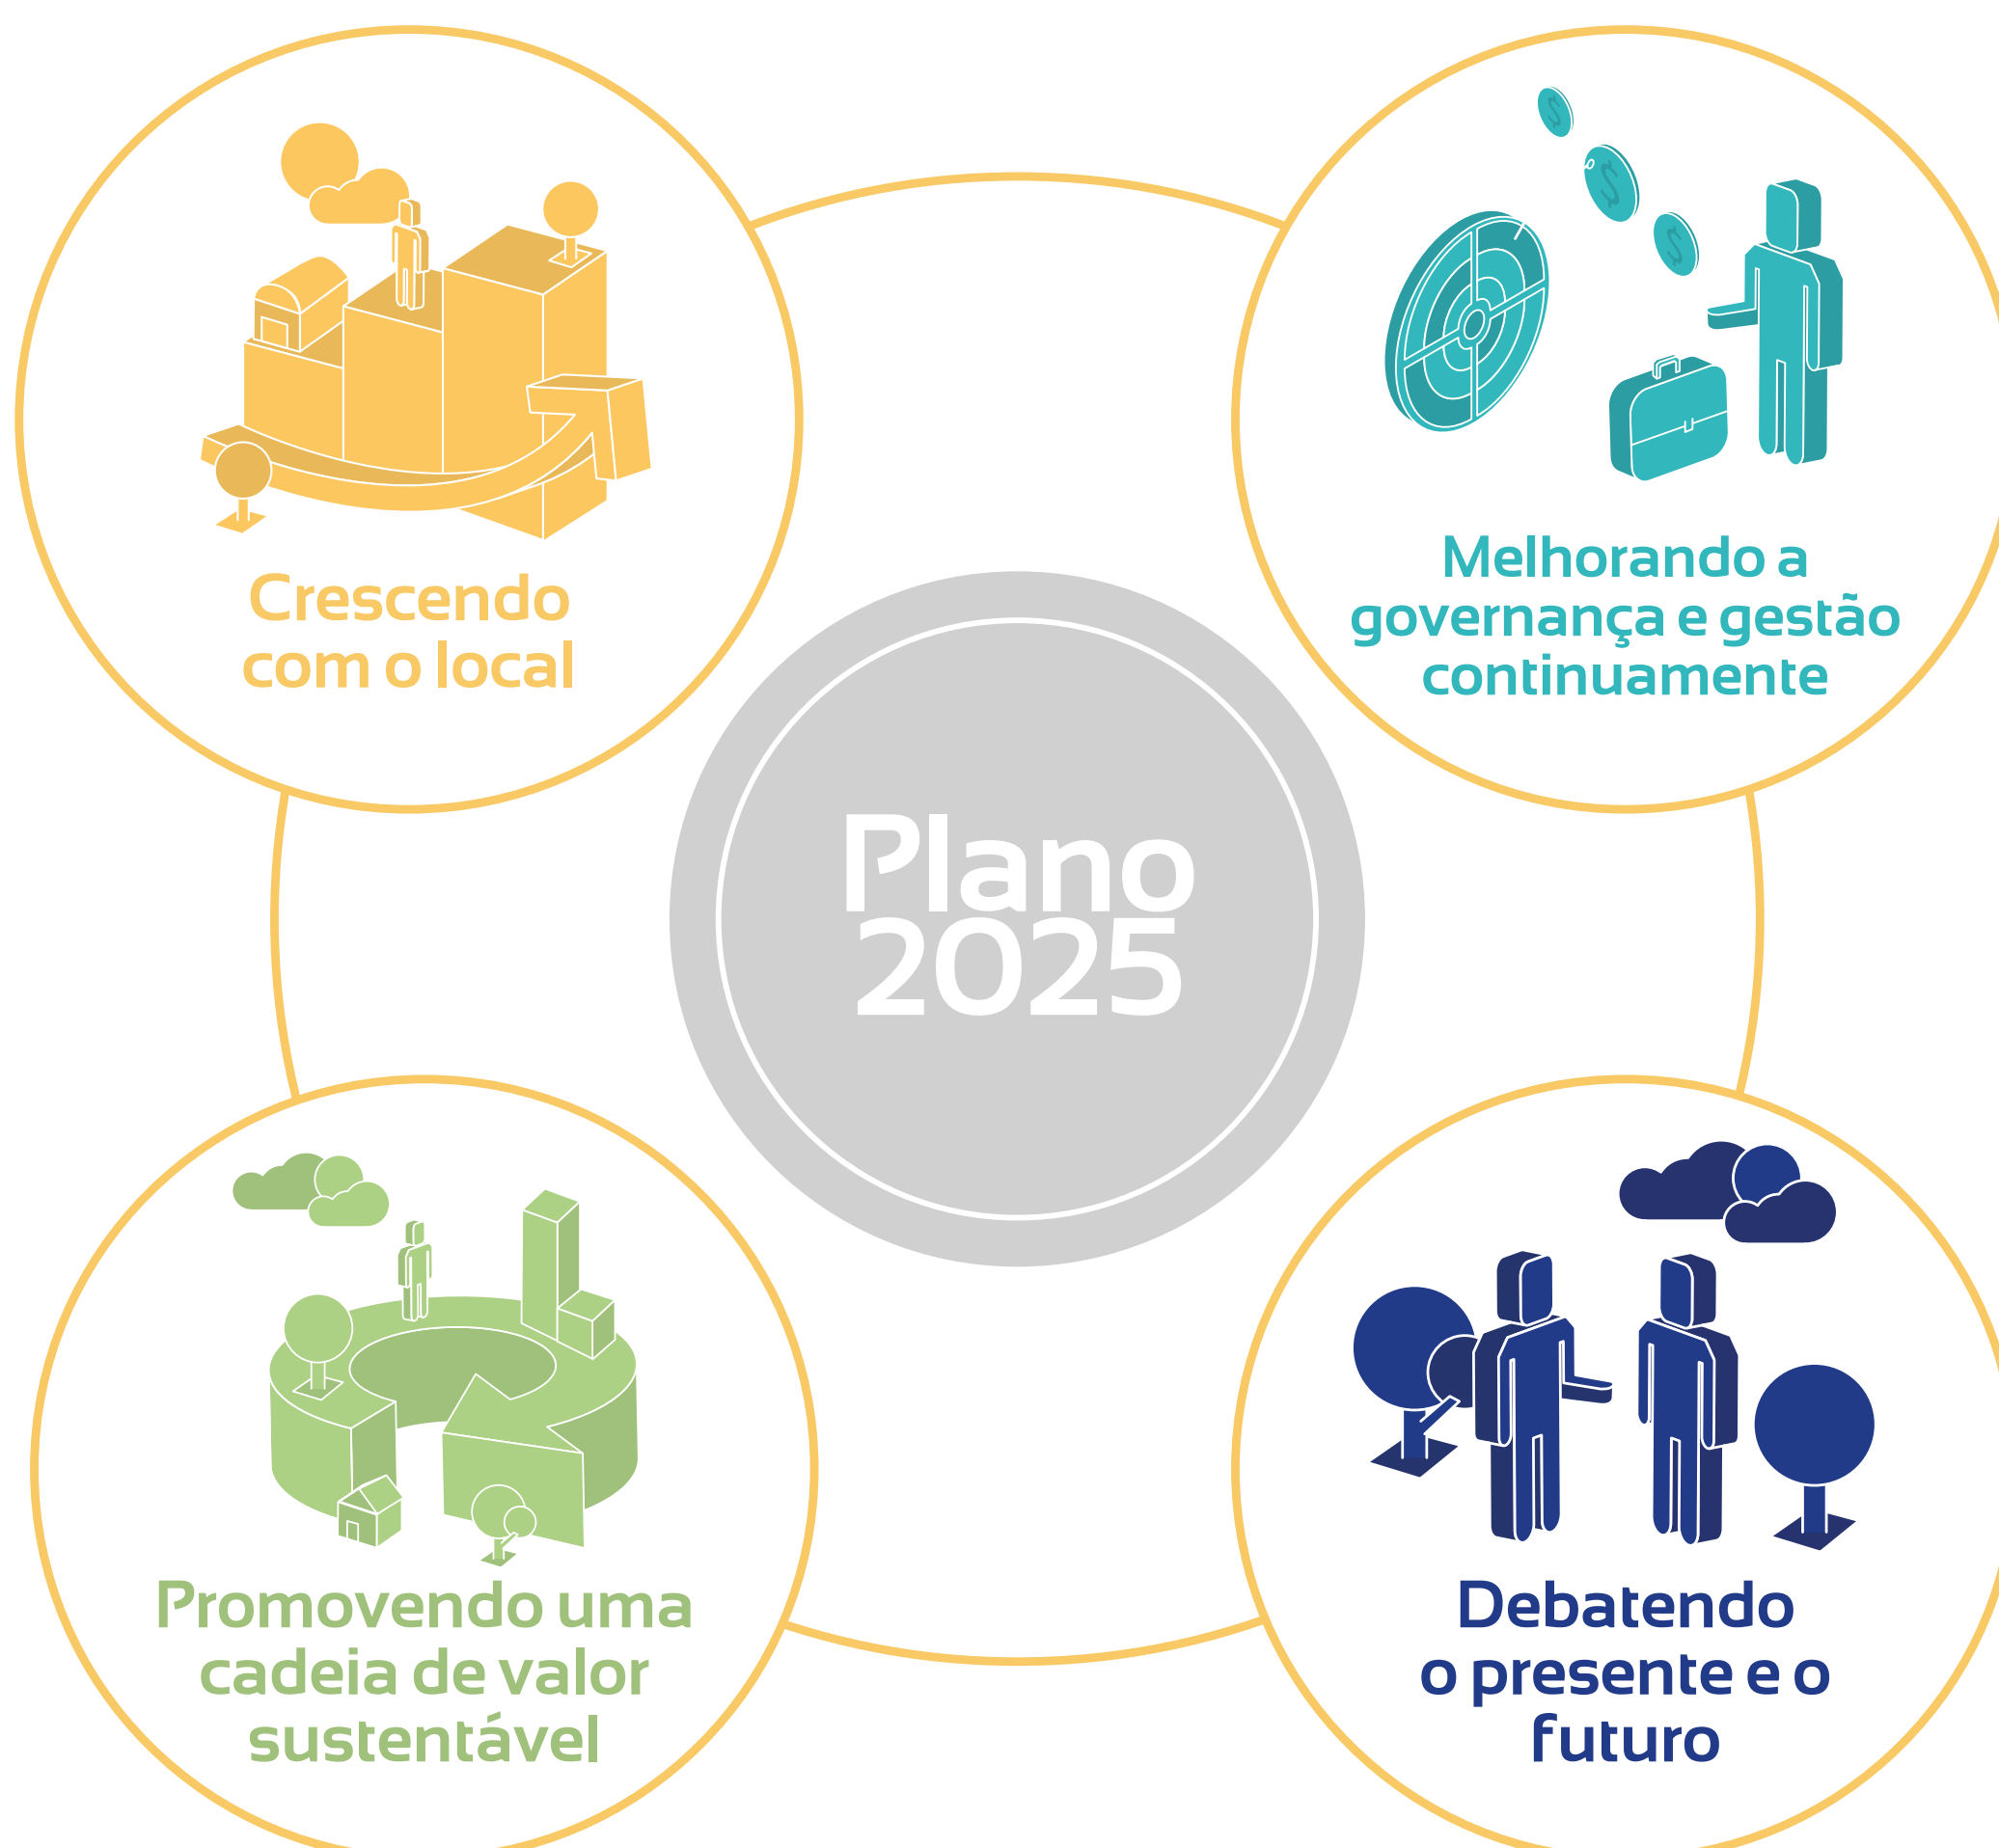 Crescendo
com o local
Melhorando a
governança e gestão
continuamente
Plano
2025
Promovendo uma
cadeia de valor
sustentável
Debatendo
o presente e o
futuro